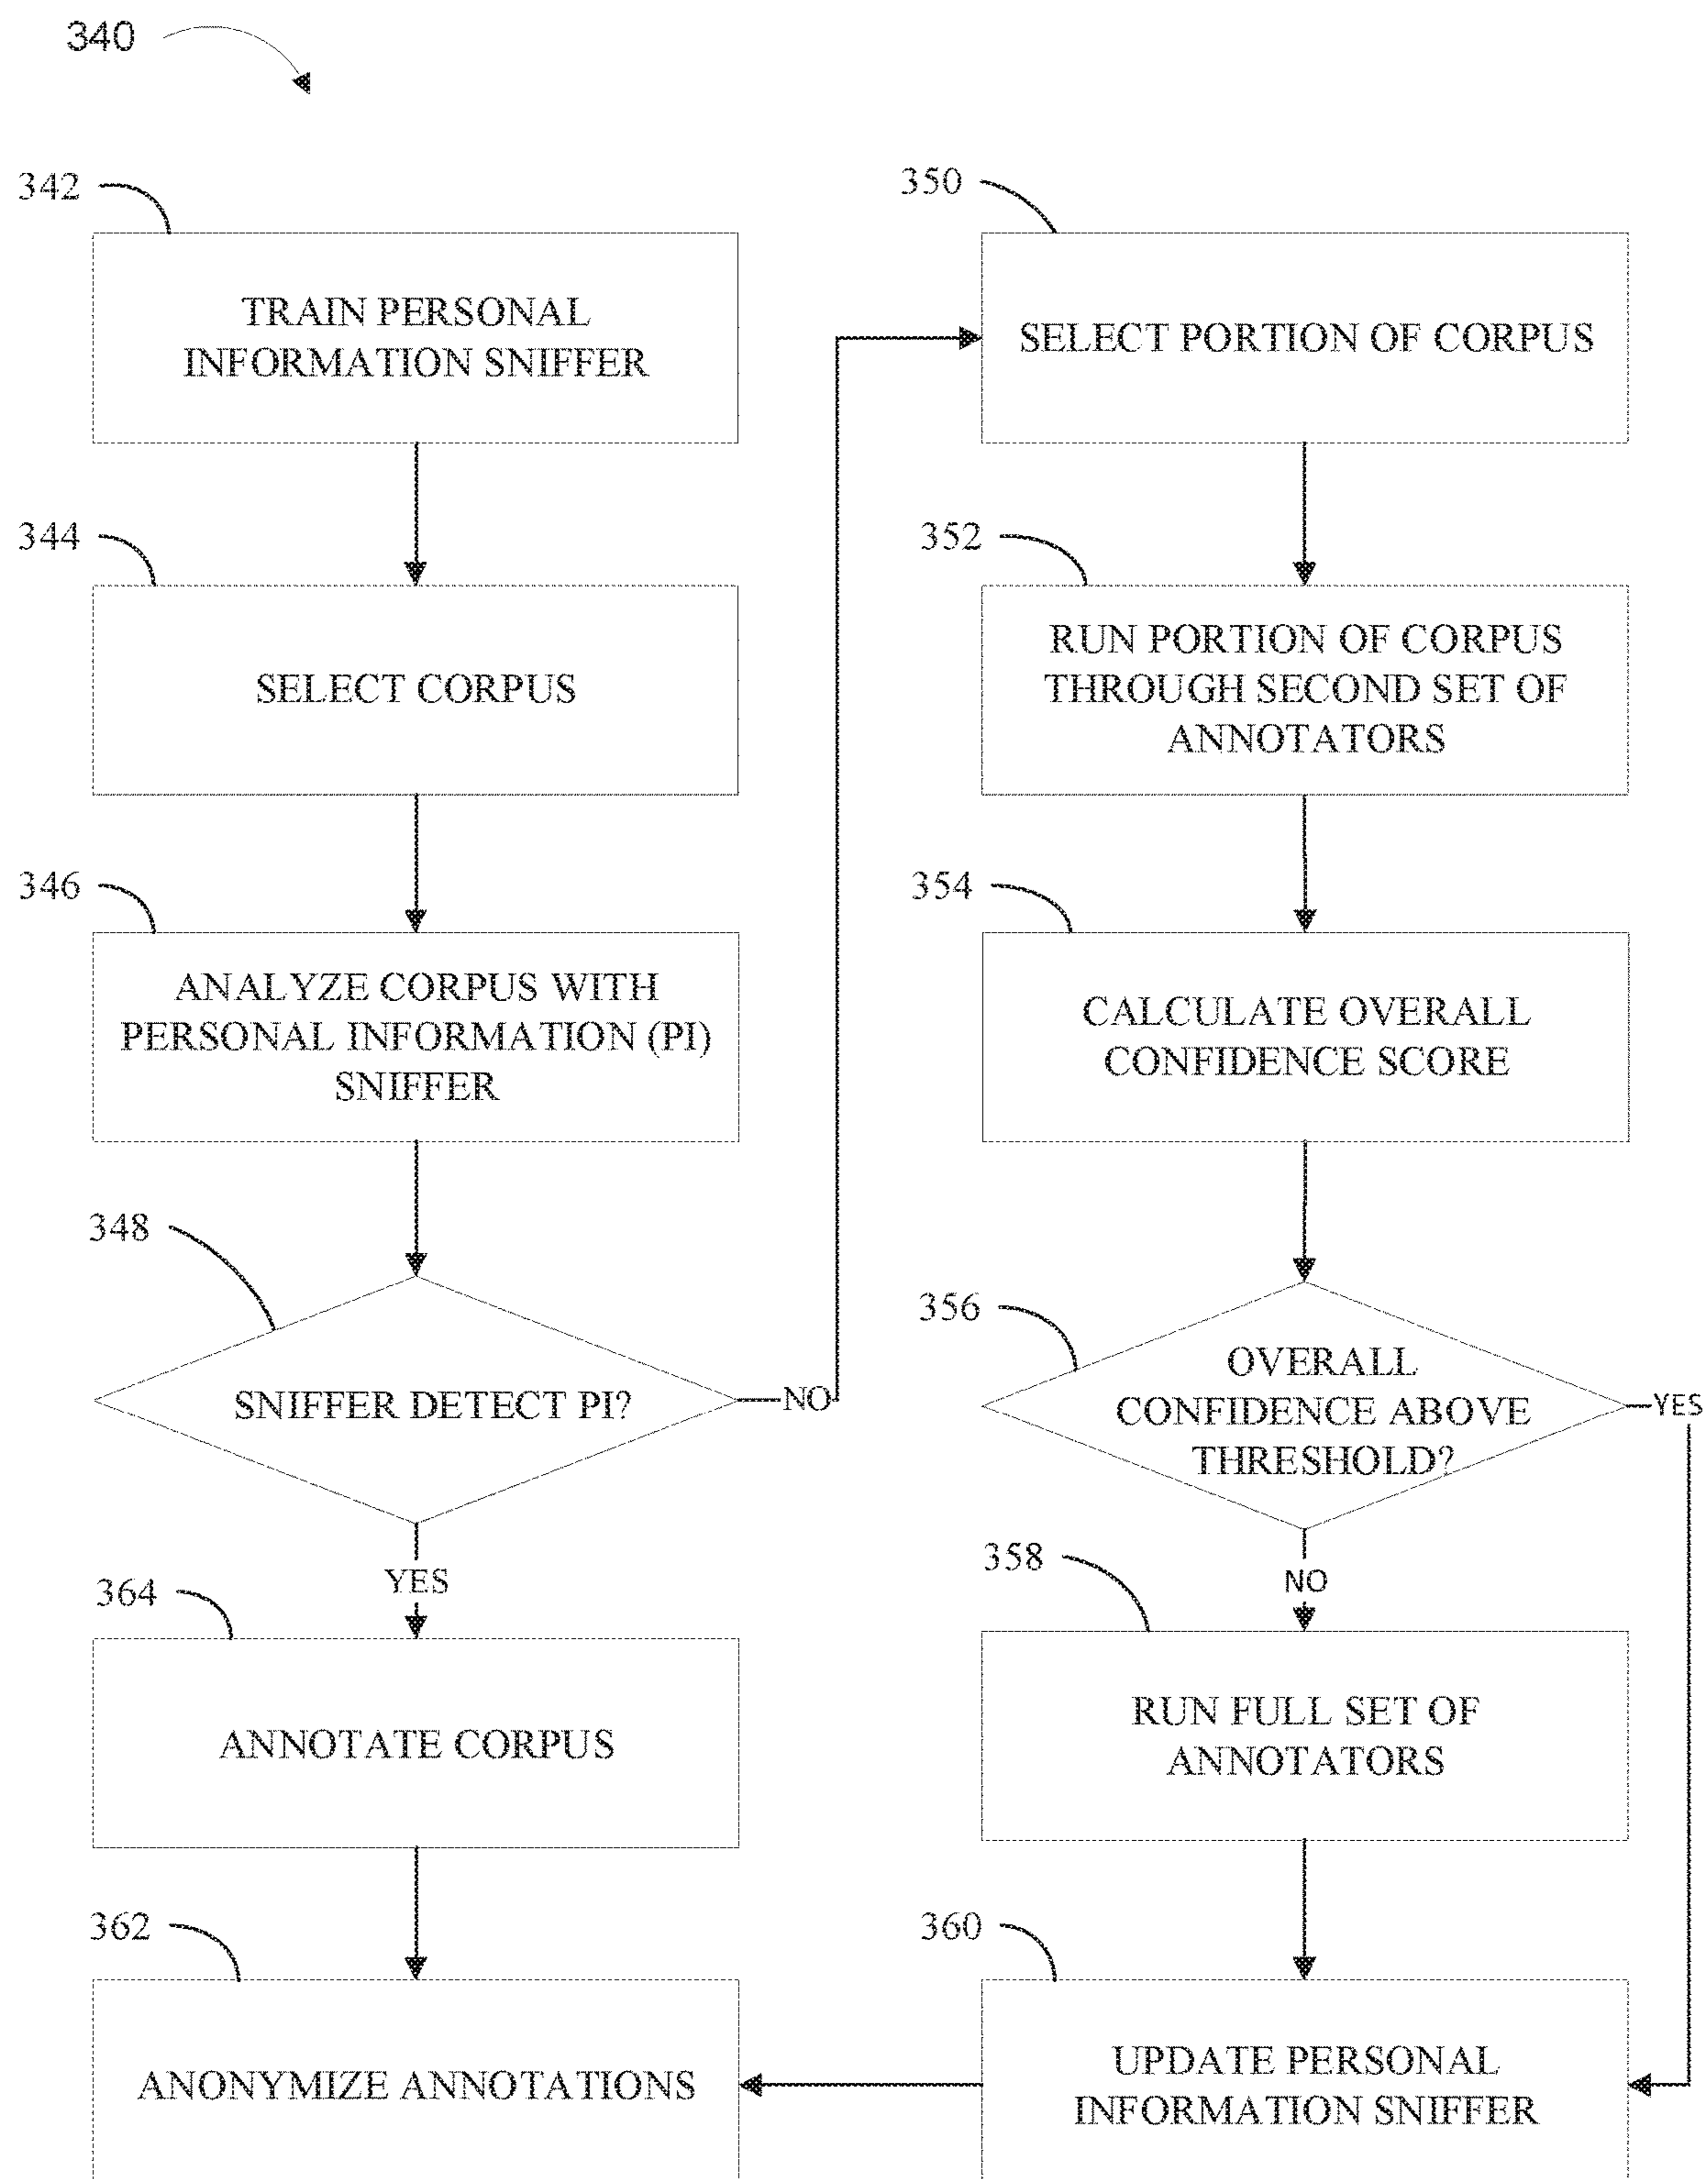 340
342
TRAIN PERSONAL
INFORMATION SNIFFER
344
SELECT CORPUS
346
ANALYZE CORPUS WITH
PERSONAL INFORMATION (PI)
SNIFFER
348
SNIFFER DETECT PI?
NO
YES
364
ANNOTATE CORPUS
362
ANONYMIZE ANNOTATIONS
350
SELECT PORTION OF CORPUS
352
RUN PORTION OF CORPUS
THROUGH SECOND SET OF
ANNOTATORS
354
CALCULATE OVERALL
CONFIDENCE SCORE
356
OVERALL
CONFIDENCE ABOVE
THRESHOLD?
YES
NO
358
RUN FULL SET OF
ANNOTATORS
360
UPDATE PERSONAL
INFORMATION SNIFFER